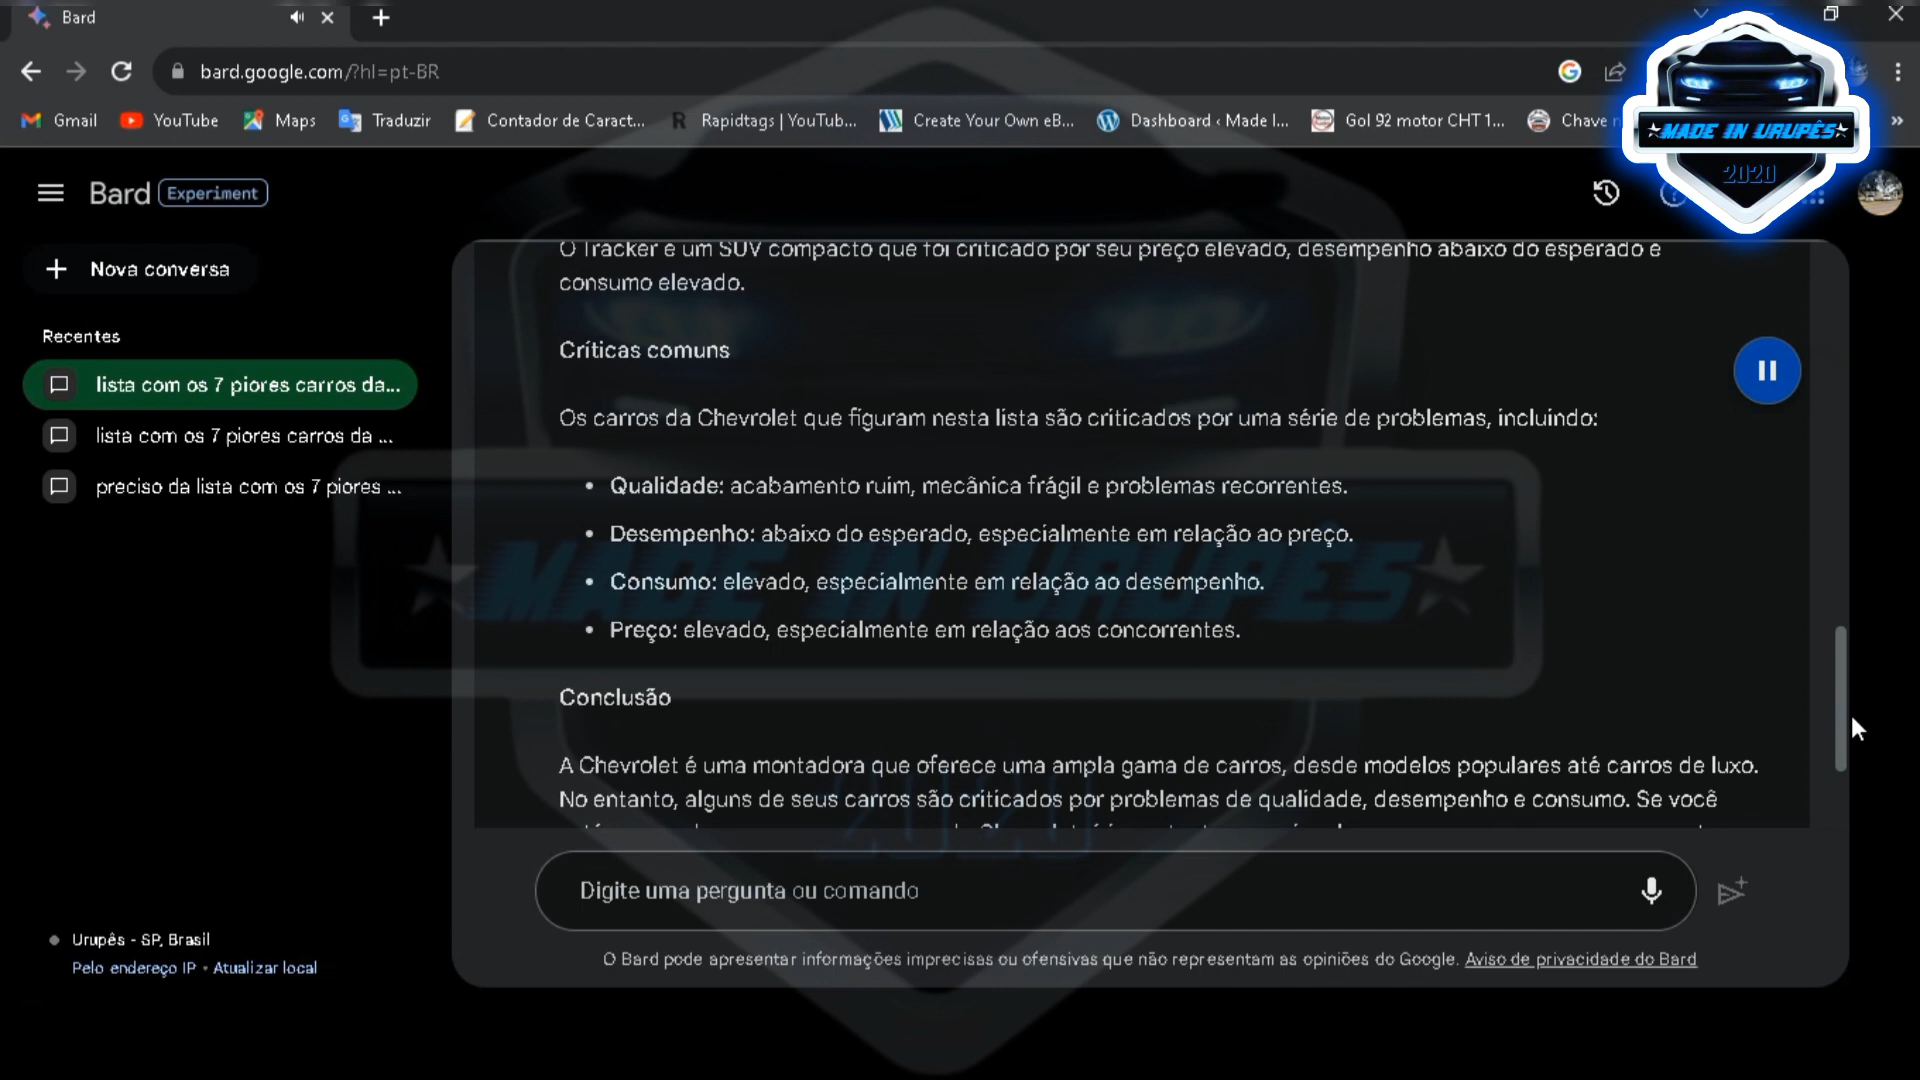 Bard
bard.google.com/?hl=pt-BR
Gmail
YouTube
Maps
Traduzir
Contador de Caract...
Rapidtags | YouTub...
Create Your Own eB...
Dashboard ‹ Made I...
Gol 92 motor CHT 1...
Chave
MADE IN URUPÊS
2020
Bard Experiment
Nova conversa
Recentes
lista com os 7 piores carros da...
lista com os 7 piores carros da ...
preciso da lista com os 7 piores ...
O Tracker é um SUV compacto que foi criticado por seu preço elevado, desempenho abaixo do esperado e
consumo elevado.
Críticas comuns
Os carros da Chevrolet que figuram nesta lista são criticados por uma série de problemas, incluindo:
• Qualidade: acabamento ruim, mecânica frágil e problemas recorrentes.
• Desempenho: abaixo do esperado, especialmente em relação ao preço.
• Consumo: elevado, especialmente em relação ao desempenho.
• Preço: elevado, especialmente em relação aos concorrentes.
MADE IN URUPÊS
Conclusão
A Chevrolet é uma montadora que oferece uma ampla gama de carros, desde modelos populares até carros de luxo.
No entanto, alguns de seus carros são criticados por problemas de qualidade, desempenho e consumo. Se você
2020
Digite uma pergunta ou comando
Urupês - SP, Brasil
Pelo endereço IP • Atualizar local
O Bard pode apresentar informações imprecisas ou ofensivas que não representam as opiniões do Google. Aviso de privacidade do Bard